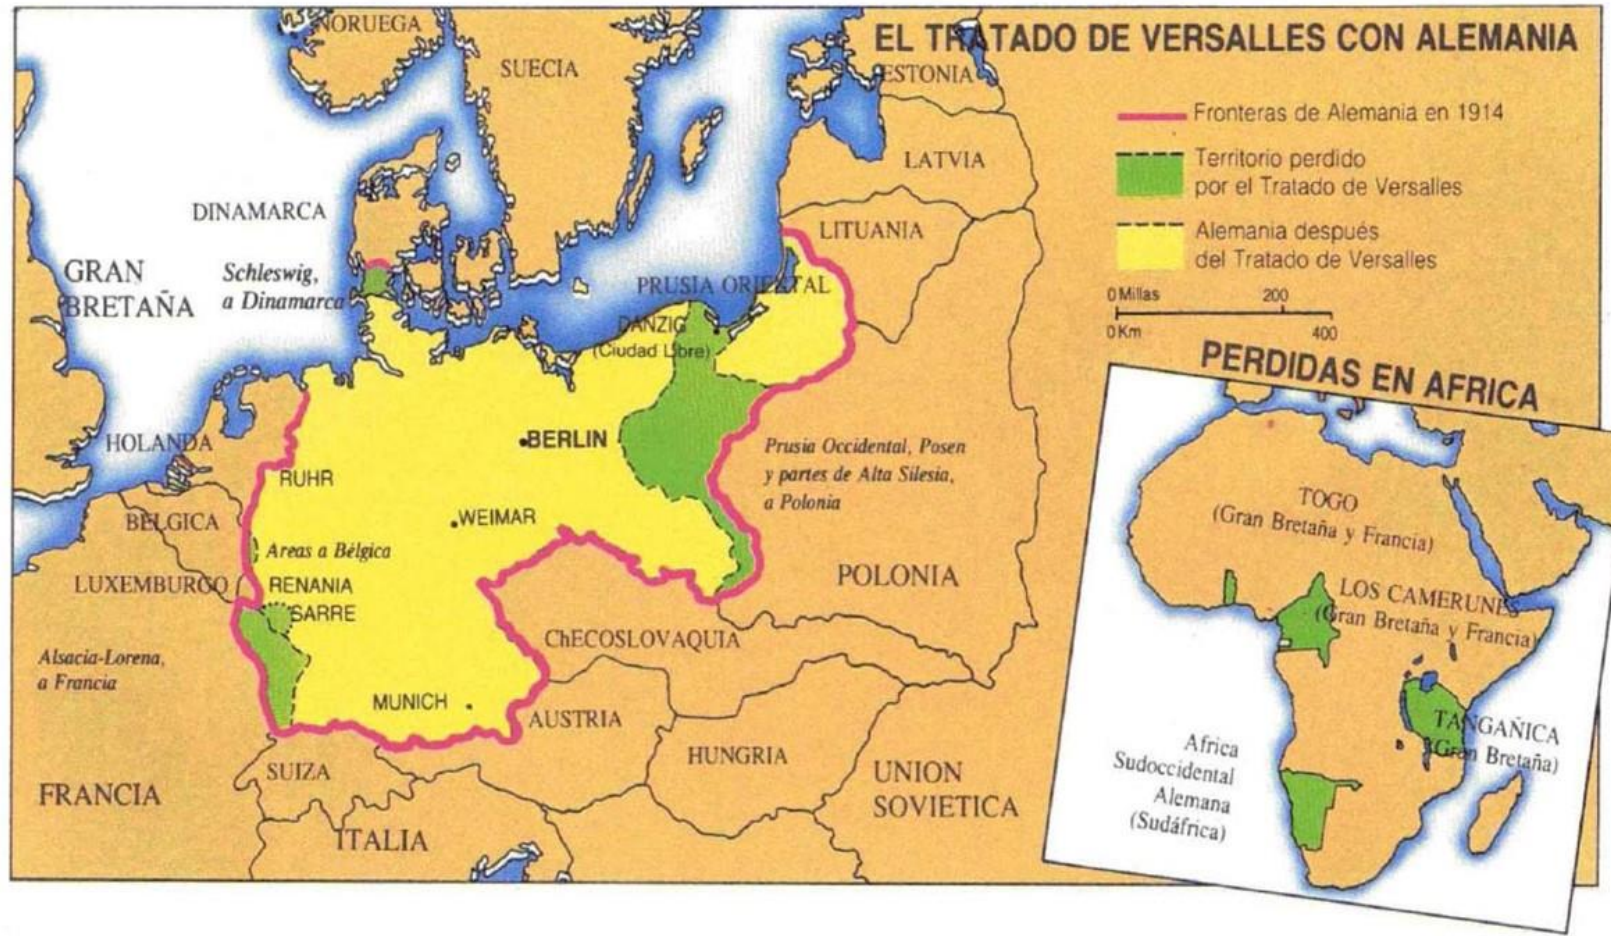 EL TRATADO DE VERSALLES CON ALEMANIA
Fronteras de Alemania en 1914
Territorio perdido
por el Tratado de Versalles
Alemania después
del Tratado de Versalles
0 Millas 200
0 Km 400
NORUEGA
SUECIA
ESTONIA
LATVIA
LITUANIA
DINAMARCA
GRAN
BRETAÑA
Schleswig,
a Dinamarca
PRUSIA ORIENTAL
DANZIG
(Ciudad Libre)
HOLANDA
BERLIN
Prusia Occidental, Posen
y partes de Alta Silesia,
a Polonia
RUHR
WEIMAR
BELGICA
Areas a Bélgica
LUXEMBURGO
RENANIA
SARRE
POLONIA
ChECOSLOVAQUIA
Alsacia-Lorena,
a Francia
MUNICH
AUSTRIA
HUNGRIA
SUIZA
FRANCIA
ITALIA
UNION
SOVIETICA
PERDIDAS EN AFRICA
TOGO
(Gran Bretaña y Francia)
LOS CAMERUNES
(Gran Bretaña y Francia)
TANGAÑICA
(Gran Bretaña)
Africa
Sudoccidental
Alemana
(Sudáfrica)